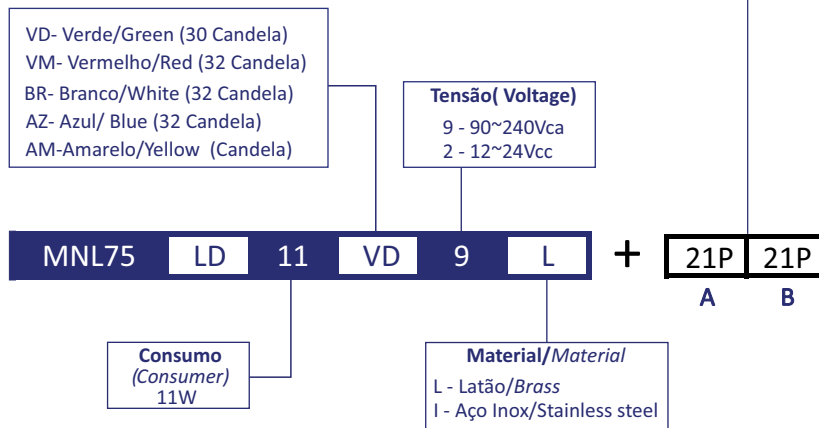 VD- Verde/Green (30 Candela)
VM- Vermelho/Red (32 Candela)
BR- Branco/White (32 Candela)
AZ- Azul/ Blue (32 Candela)
AM-Amarelo/Yellow (Candela)
Tensão( Voltage)
9 - 90~240Vca
2 - 12~24Vcc
MNL75 LD 11 VD 9 L + 21P 21P
A B
Consumo
(Consumer)
11W
Material/Material
L - Latão/Brass
I - Aço Inox/Stainless steel